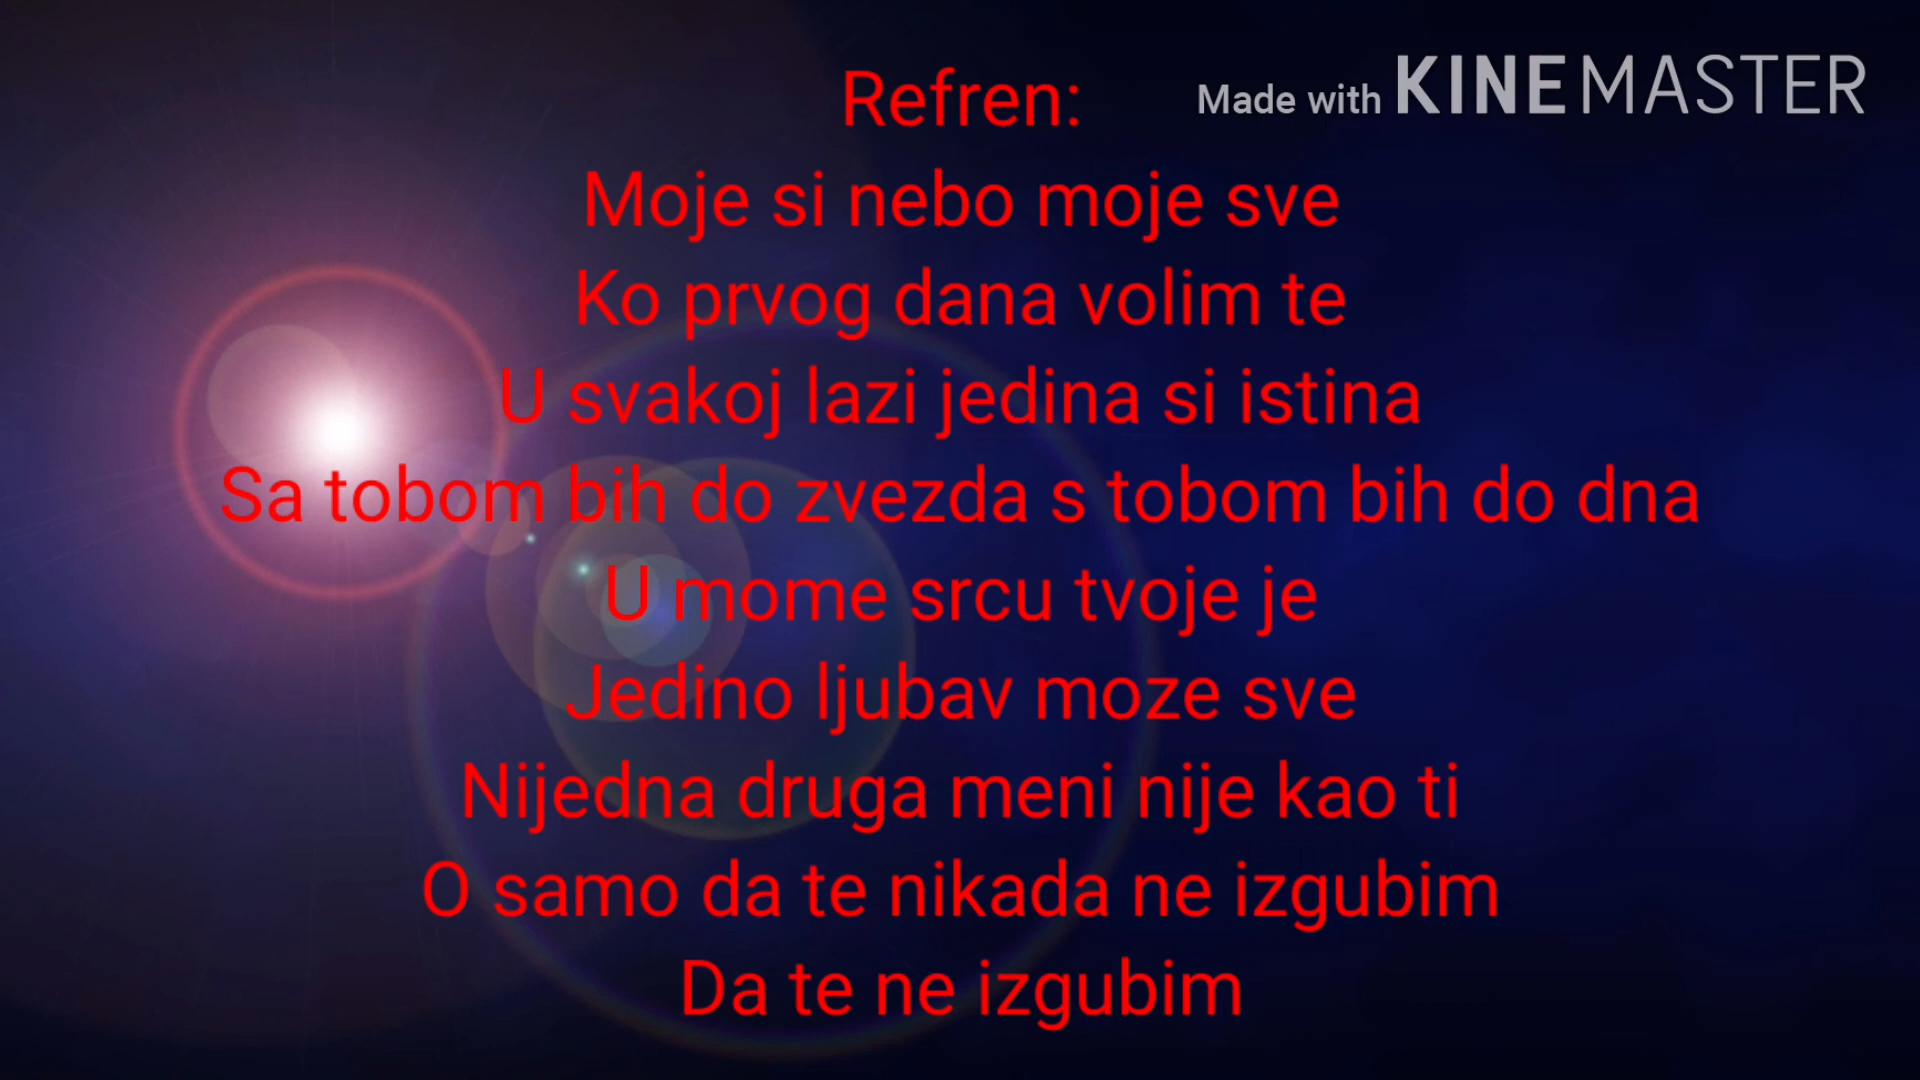 Refren:
Made with KINEMASTER
Moje si nebo moje sve
Ko prvog dana volim te
U svakoj lazi jedina si istina
Sa tobom bih do zvezda s tobom bih do dna
U mome srcu tvoje je
Jedino ljubav moze sve
Nijedna druga meni nije kao ti
O samo da te nikada ne izgubim
Da te ne izgubim